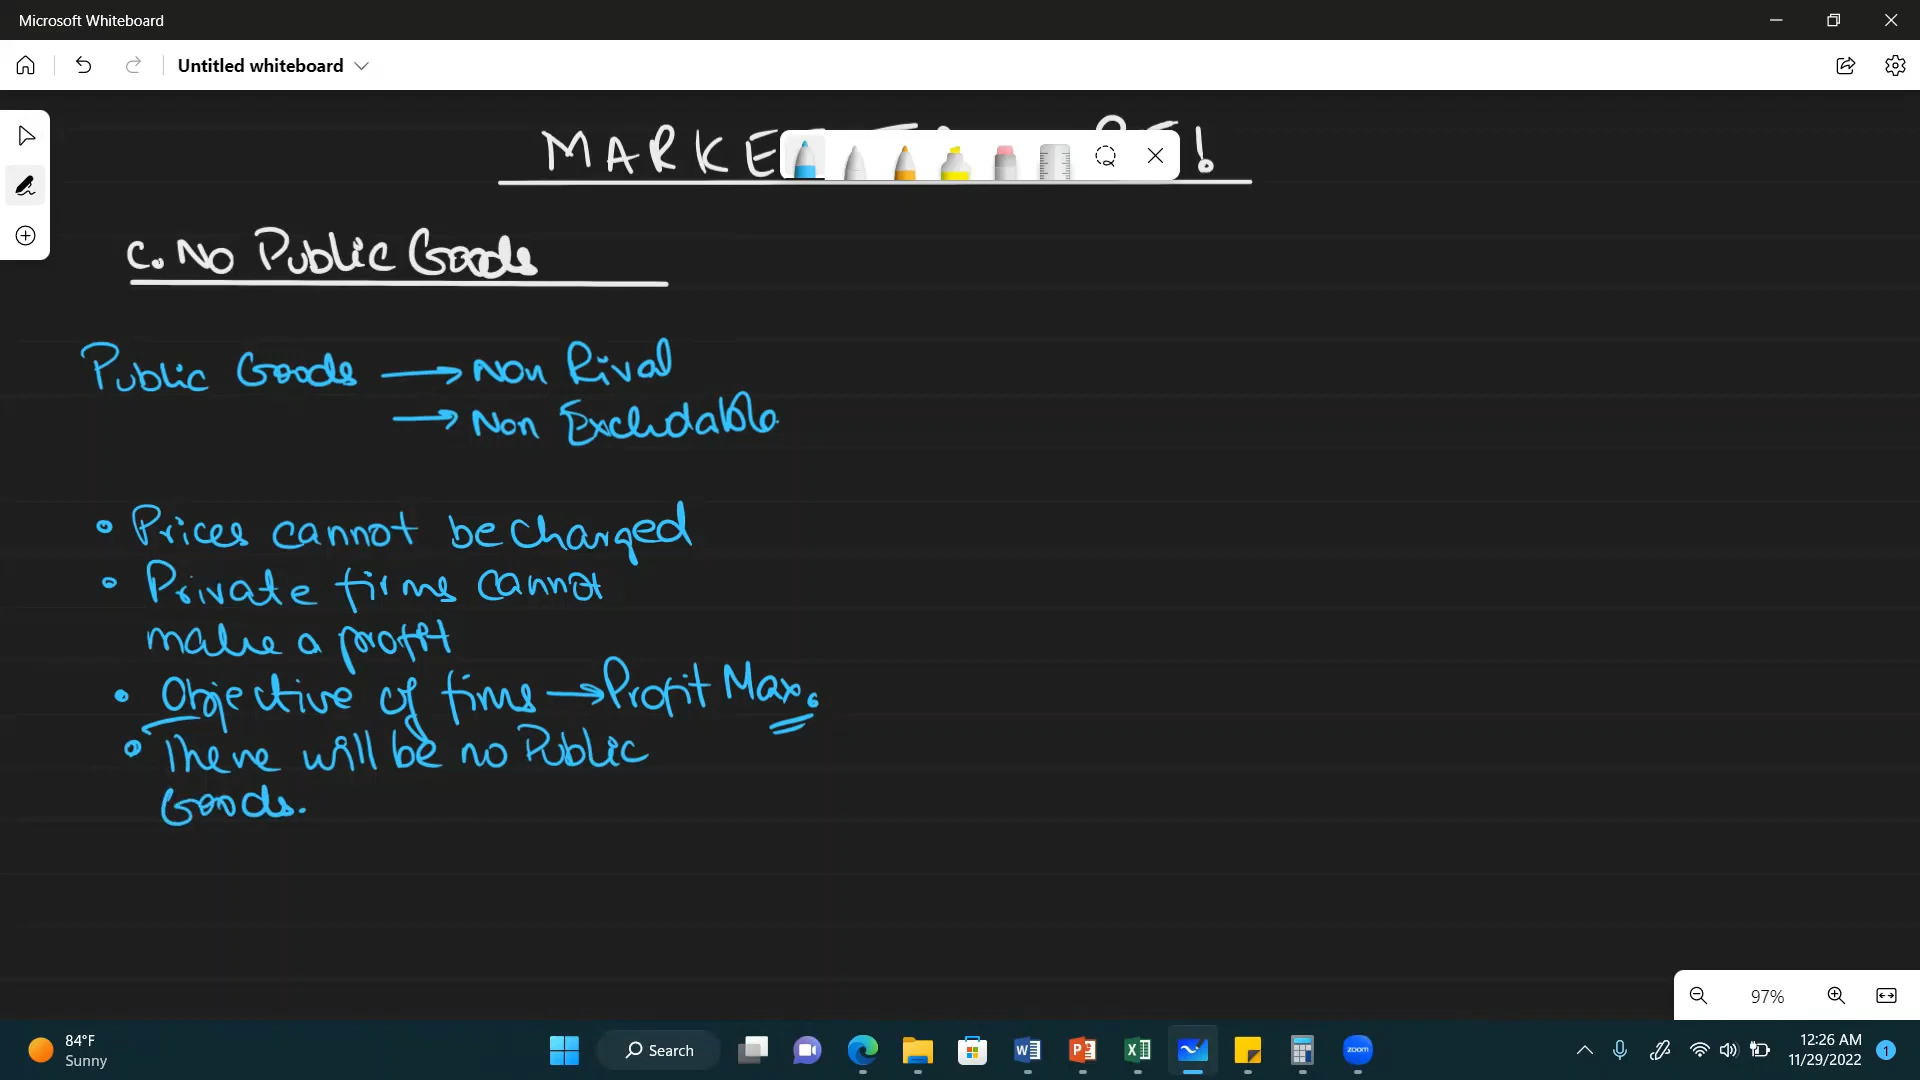 Microsoft Whiteboard
Untitled whiteboard
MARKE !
C. No Public Goods
Public Goods → Non Rival
→ Non Excludable
• Prices cannot be charged
• Private firms cannot
make a profit
• Objective of firms → Profit Max.
• There will be no Public
Goods.
97%
84°F
Sunny
Search
zoom
12:26 AM
11/29/2022
1